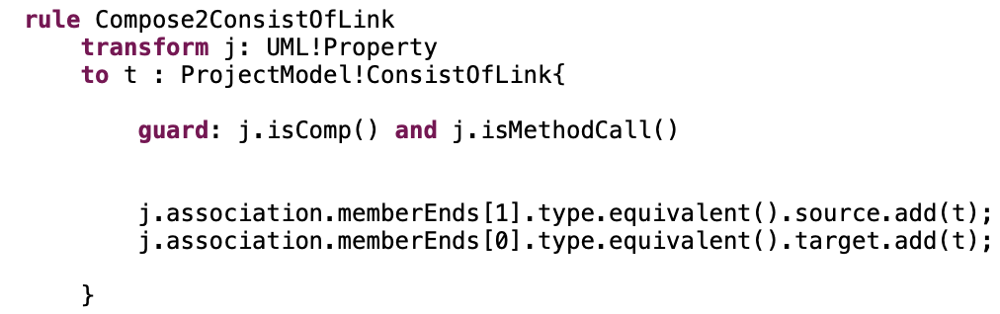 rule Compose2ConsistOfLink
transform j: UML!Property
to t : ProjectModel!ConsistOfLink{
guard: j.isComp() and j.isMethodCall()
j.association.memberEnds[1].type.equivalent().source.add(t);
j.association.memberEnds[0].type.equivalent().target.add(t);
}